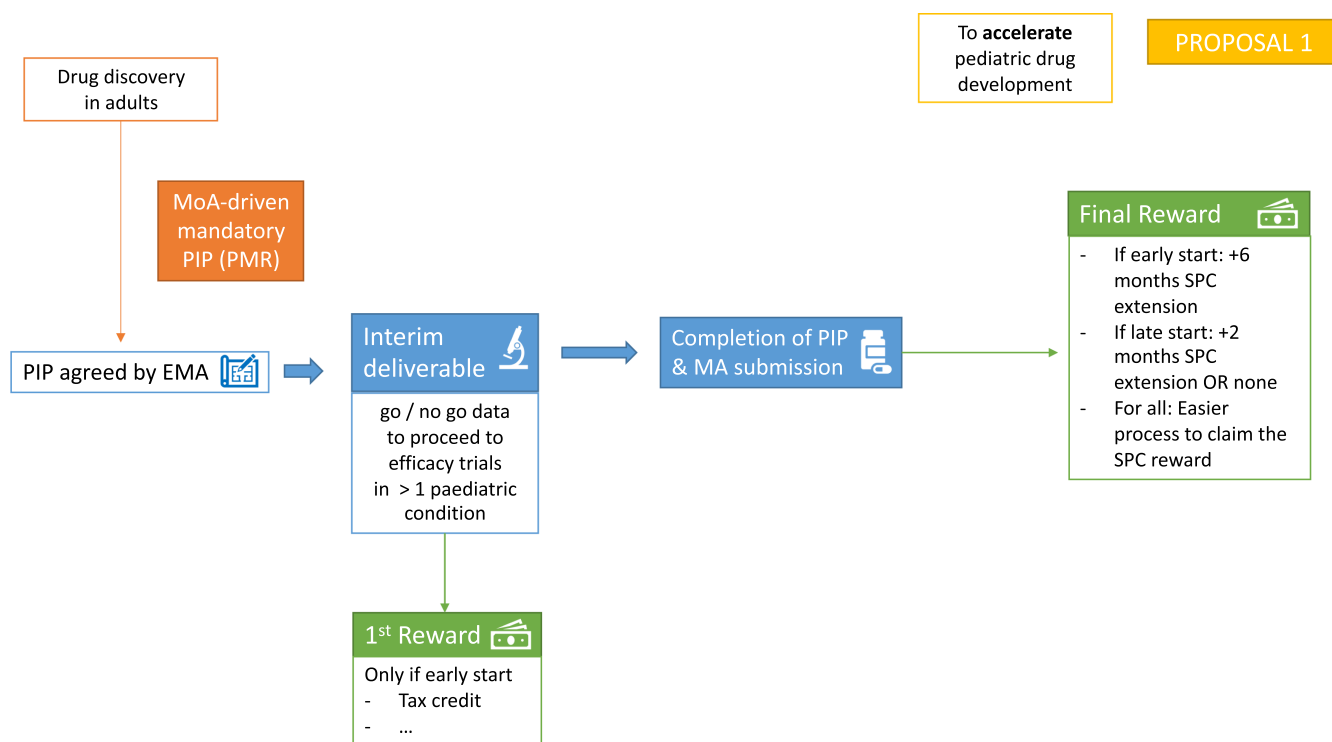 To accelerate
pediatric drug
development
PROPOSAL 1
Drug discovery
in adults
MoA-driven
mandatory
PIP (PMR)
PIP agreed by EMA
Interim
deliverable
go / no go data
to proceed to
efficacy trials
in > 1 paediatric
condition
Completion of PIP
& MA submission
Final Reward
- If early start: +6
months SPC
extension
- If late start: +2
months SPC
extension OR none
- For all: Easier
process to claim the
SPC reward
1st Reward
Only if early start
- Tax credit
- …